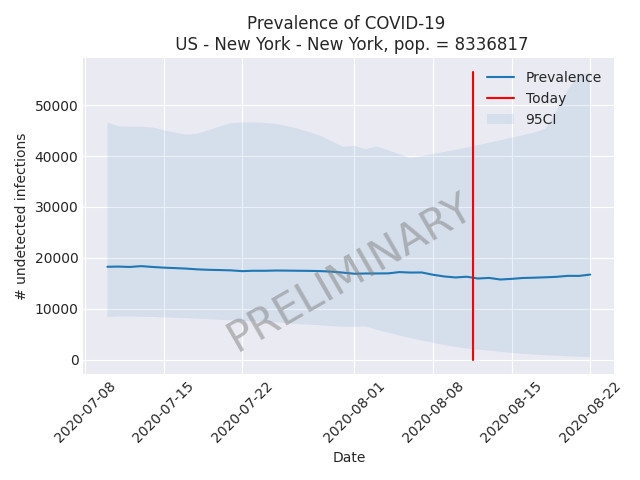 Prevalence of COVID-19
US - New York - New York, pop. = 8336817
Prevalence
Today
95CI
# undetected infections
50000
40000
30000
20000
10000
0
PRELIMINARY
2020-07-08
2020-07-15
2020-07-22
2020-08-01
2020-08-08
2020-08-15
2020-08-22
Date